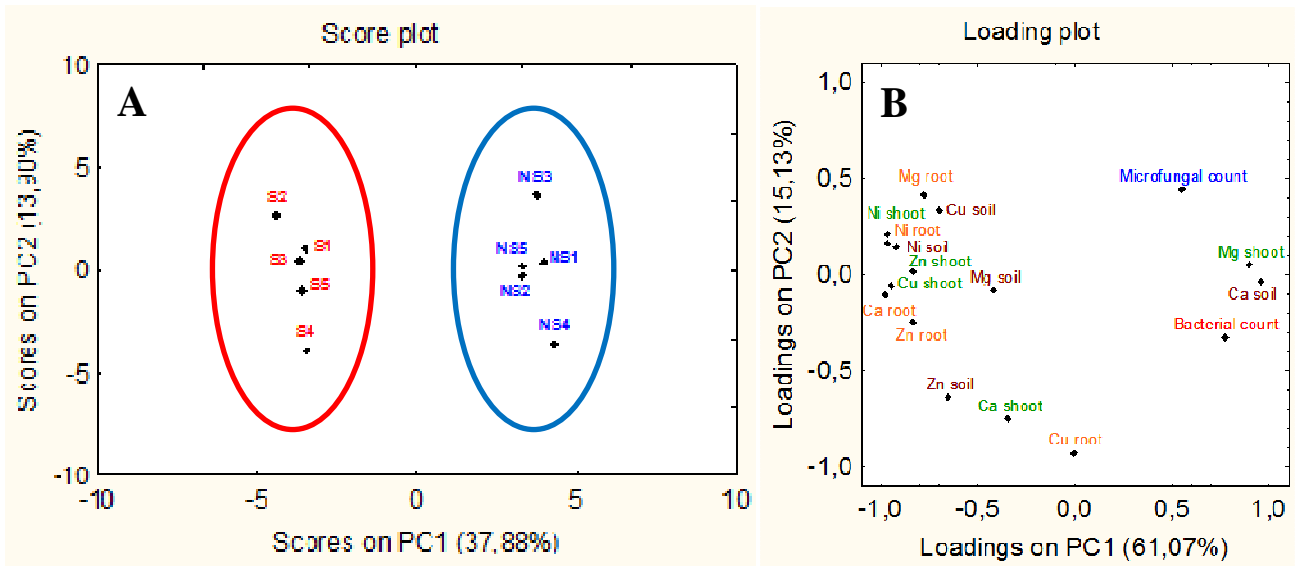 Score plot
A
10
5
0
-5
-10
-10
-5
0
5
10
Scores on PC2 (13,90%)
Scores on PC1 (37,88%)
S2
S1
S3
S5
S4
NS3
NS5
NS1
NS2
NS4
Loading plot
B
1,0
0,5
0,0
-0,5
-1,0
-1,0
-0,5
0,0
0,5
1,0
Loadings on PC2 (15,13%)
Loadings on PC1 (61,07%)
Mg root
Microfungal count
Ni shoot
Cu soil
Ni root
Ni soil
Mg shoot
Zn shoot
Cu shoot
Mg soil
Ca soil
Ca root
Bacterial count
Zn root
Zn soil
Ca shoot
Cu root